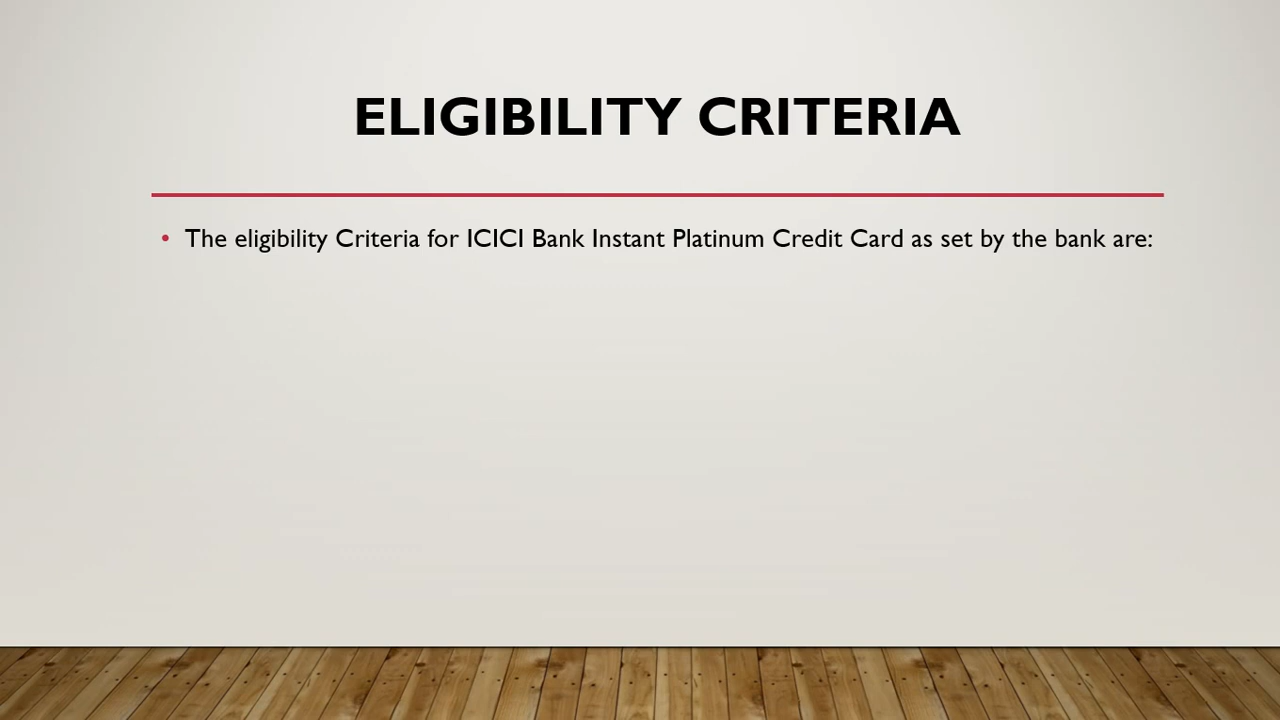 ELIGIBILITY CRITERIA
• The eligibility Criteria for ICICI Bank Instant Platinum Credit Card as set by the bank are: